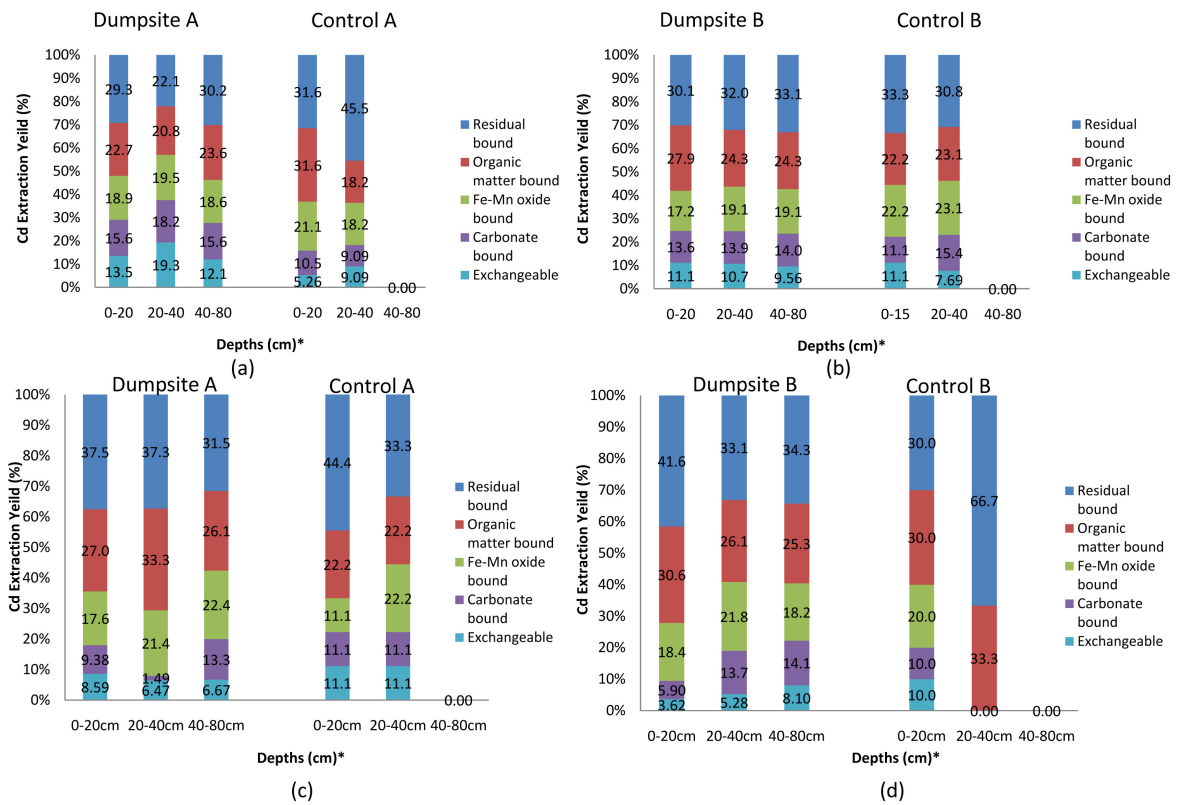 Dumpsite A
Control A
100%
90%
80%
70%
60%
50%
40%
30%
20%
10%
0%
Cd Extraction Yeild (%)
29.3
22.1
30.2
31.6
45.5
22.7
20.8
23.6
31.6
18.2
18.9
19.5
18.6
21.1
18.2
15.6
18.2
15.6
10.5
9.09
13.5
19.3
12.1
5.26
9.09
0.00
0-20
20-40
40-80
0-20
20-40
40-80
Depths (cm)*
Residual
bound
Organic
matter bound
Fe-Mn oxide
bound
Carbonate
bound
Exchangeable
(a)
Dumpsite B
Control B
100%
90%
80%
70%
60%
50%
40%
30%
20%
10%
0%
Cd Extraction Yeild (%)
30.1
32.0
33.1
33.3
30.8
27.9
24.3
24.3
22.2
23.1
17.2
19.1
19.1
22.2
23.1
13.6
13.9
14.0
11.1
15.4
11.1
10.7
9.56
11.1
7.69
0.00
0-20
20-40
40-80
0-15
20-40
40-80
Depths (cm)*
Residual
bound
Organic
matter bound
Fe-Mn oxide
bound
Carbonate
bound
Exchangeable
(b)
Dumpsite A
Control A
100%
90%
80%
70%
60%
50%
40%
30%
20%
10%
0%
Cd Extraction Yeild (%)
37.5
37.3
31.5
44.4
33.3
27.0
33.3
26.1
22.2
22.2
17.6
21.4
22.4
11.1
22.2
9.38
1.49
13.3
11.1
11.1
8.59
6.47
6.67
11.1
11.1
0.00
0-20cm
20-40cm
40-80cm
0-20cm
20-40cm
40-80cm
Depths (cm)*
Residual
bound
Organic
matter bound
Fe-Mn oxide
bound
Carbonate
bound
Exchangeable
(c)
Dumpsite B
Control B
100%
90%
80%
70%
60%
50%
40%
30%
20%
10%
0%
Cd Extraction Yeild (%)
41.6
33.1
34.3
30.0
66.7
30.6
26.1
25.3
30.0
33.3
18.4
21.8
18.2
20.0
5.90
13.7
14.1
10.0
3.62
5.28
8.10
10.0
0.00
0.00
0-20cm
20-40cm
40-80cm
0-20cm
20-40cm
40-80cm
Depths (cm)*
Residual
bound
Organic
matter bound
Fe-Mn oxide
bound
Carbonate
bound
Exchangeable
(d)